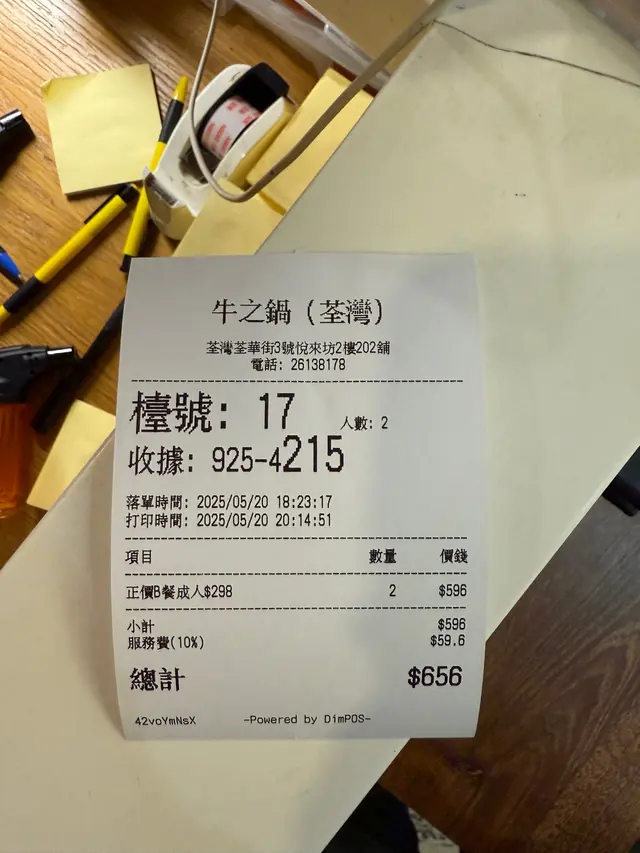 牛之鍋（荃灣）
荃灣荃華街3號悅來坊2樓202舖
電話: 26138178
檯號: 17 人數: 2
收據: 925-4215
落單時間: 2025/05/20 18:23:17
打印時間: 2025/05/20 20:14:51
項目 數量 價錢
正價B餐成人$298 2 $596
小計 $596
服務費(10%) $59.6
總計 $656
42voYmNsX -Powered by DimPOS-